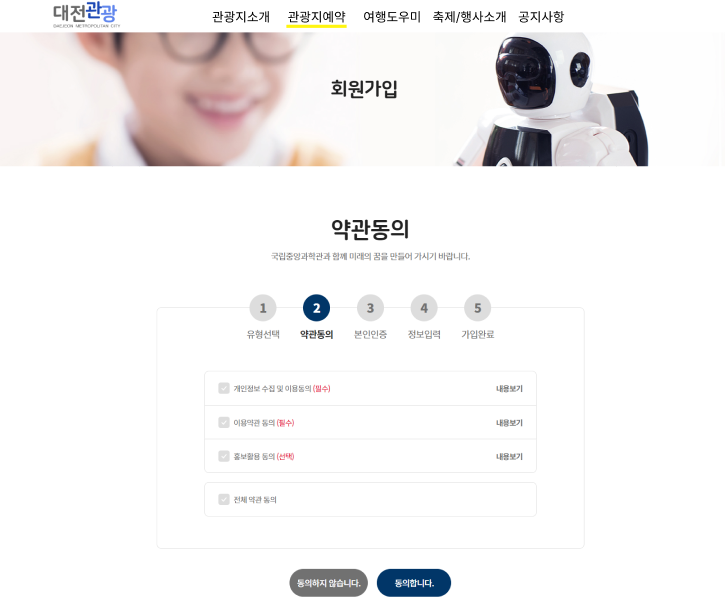 대전관광
DAEJEON METROPOLITAN CITY
관광지소개 관광지예약 여행도우미 축제/행사소개 공지사항
회원가입
약관동의
국립중앙과학관과 함께 미래의 꿈을 만들어 가시기 바랍니다.
1 2 3 4 5
유형선택 약관동의 본인인증 정보입력 가입완료
개인정보 수집 및 이용동의 (필수) 내용보기
이용약관 동의 (필수) 내용보기
홍보활용 동의 (선택) 내용보기
전체 약관 동의
동의하지 않습니다. 동의합니다.